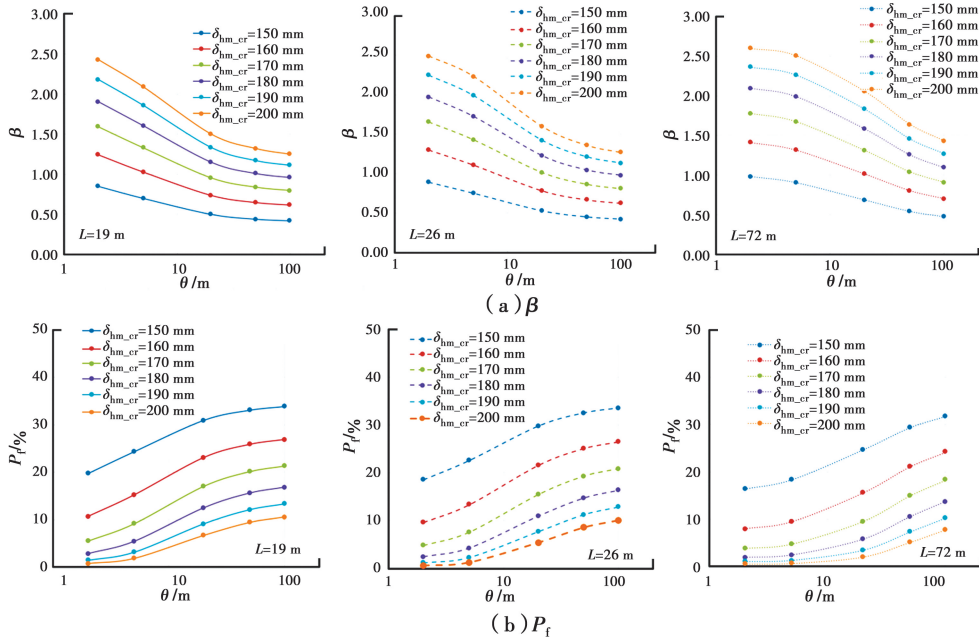 3.00
2.50
2.00
1.50
1.00
0.50
0.00
β
δhm_cr=150 mm
δhm_cr=160 mm
δhm_cr=170 mm
δhm_cr=180 mm
δhm_cr=190 mm
δhm_cr=200 mm
L=19 m
1 10 100
θ/m
3.00
2.50
2.00
1.50
1.00
0.50
0.00
β
δhm_cr=150 mm
δhm_cr=160 mm
δhm_cr=170 mm
δhm_cr=180 mm
δhm_cr=190 mm
δhm_cr=200 mm
L=26 m
1 10 100
θ/m
3.00
2.50
2.00
1.50
1.00
0.50
0.00
β
δhm_cr=150 mm
δhm_cr=160 mm
δhm_cr=170 mm
δhm_cr=180 mm
δhm_cr=190 mm
δhm_cr=200 mm
L=72 m
1 10 100
θ/m
(a) β
50
40
30
20
10
0
Pf/%
δhm_cr=150 mm
δhm_cr=160 mm
δhm_cr=170 mm
δhm_cr=180 mm
δhm_cr=190 mm
δhm_cr=200 mm
L=19 m
1 10 100
θ/m
50
40
30
20
10
0
Pf/%
δhm_cr=150 mm
δhm_cr=160 mm
δhm_cr=170 mm
δhm_cr=180 mm
δhm_cr=190 mm
δhm_cr=200 mm
L=26 m
1 10 100
θ/m
50
40
30
20
10
0
Pf/%
δhm_cr=150 mm
δhm_cr=160 mm
δhm_cr=170 mm
δhm_cr=180 mm
δhm_cr=190 mm
δhm_cr=200 mm
L=72 m
1 10 100
θ/m
(b) Pf